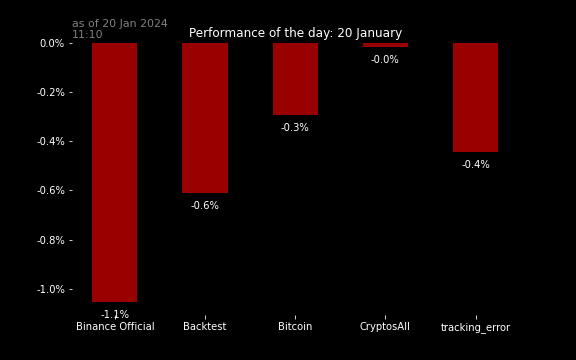 as of 20 Jan 2024
11:10
Performance of the day: 20 January
0.0%
-0.2%
-0.4%
-0.6%
-0.8%
-1.0%
-1.1%
-0.6%
-0.3%
-0.0%
-0.4%
Binance Official
Backtest
Bitcoin
CryptosAll
tracking_error